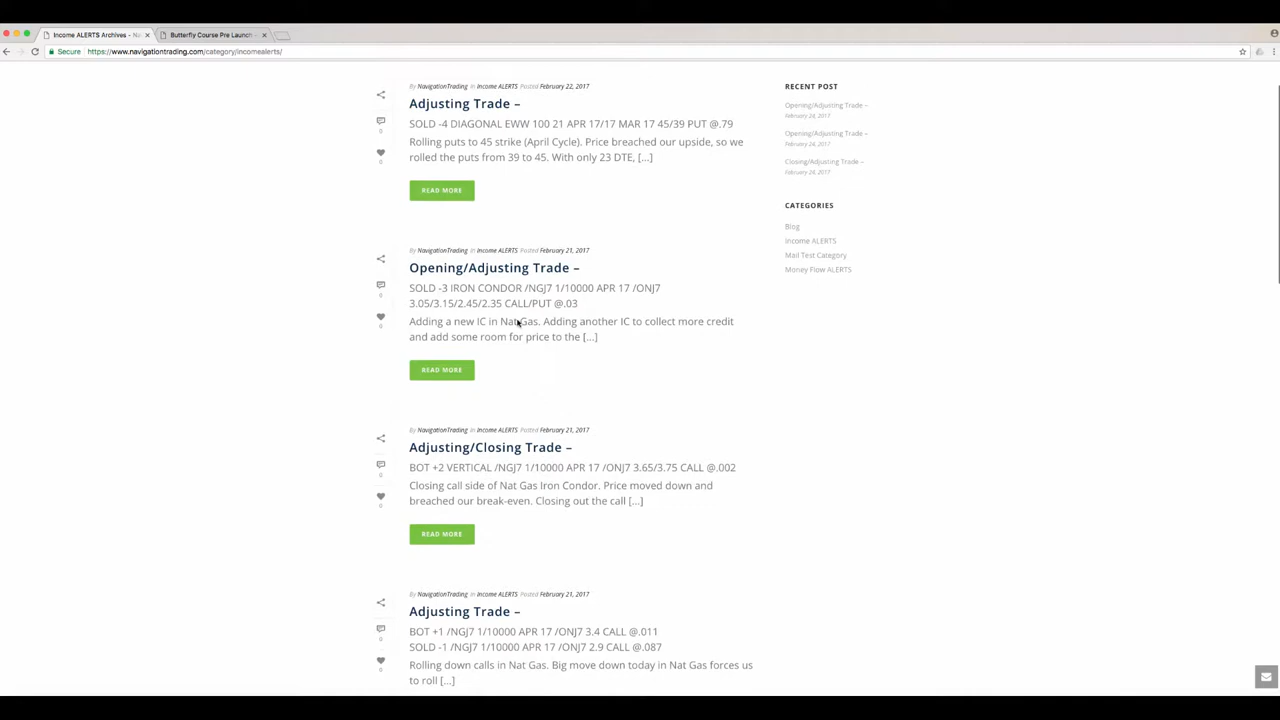 Income ALERTS Archives - Na
Butterfly Course Pre Launch -
Secure
https://www.navigationtrading.com/category/incomealerts/
By NavigationTrading In Income ALERTS Posted February 22, 2017
Adjusting Trade –
0
0
SOLD -4 DIAGONAL EWW 100 21 APR 17/17 MAR 17 45/39 PUT @.79
Rolling puts to 45 strike (April Cycle). Price breached our upside, so we
rolled the puts from 39 to 45. With only 23 DTE, [...]
READ MORE
By NavigationTrading In Income ALERTS Posted February 21, 2017
Opening/Adjusting Trade –
0
0
SOLD -3 IRON CONDOR /NGJ7 1/10000 APR 17 /ONJ7
3.05/3.15/2.45/2.35 CALL/PUT @.03
Adding a new IC in Nat Gas. Adding another IC to collect more credit
and add some room for price to the [...]
READ MORE
By NavigationTrading In Income ALERTS Posted February 21, 2017
Adjusting/Closing Trade –
0
0
BOT +2 VERTICAL /NGJ7 1/10000 APR 17 /ONJ7 3.65/3.75 CALL @.002
Closing call side of Nat Gas Iron Condor. Price moved down and
breached our break-even. Closing out the call [...]
READ MORE
By NavigationTrading In Income ALERTS Posted February 21, 2017
Adjusting Trade –
0
0
BOT +1 /NGJ7 1/10000 APR 17 /ONJ7 3.4 CALL @.011
SOLD -1 /NGJ7 1/10000 APR 17 /ONJ7 2.9 CALL @.087
Rolling down calls in Nat Gas. Big move down today in Nat Gas forces us
to roll [...]
RECENT POST
Opening/Adjusting Trade –
February 24, 2017
Opening/Adjusting Trade –
February 24, 2017
Closing/Adjusting Trade –
February 24, 2017
CATEGORIES
Blog
Income ALERTS
Mail Test Category
Money Flow ALERTS